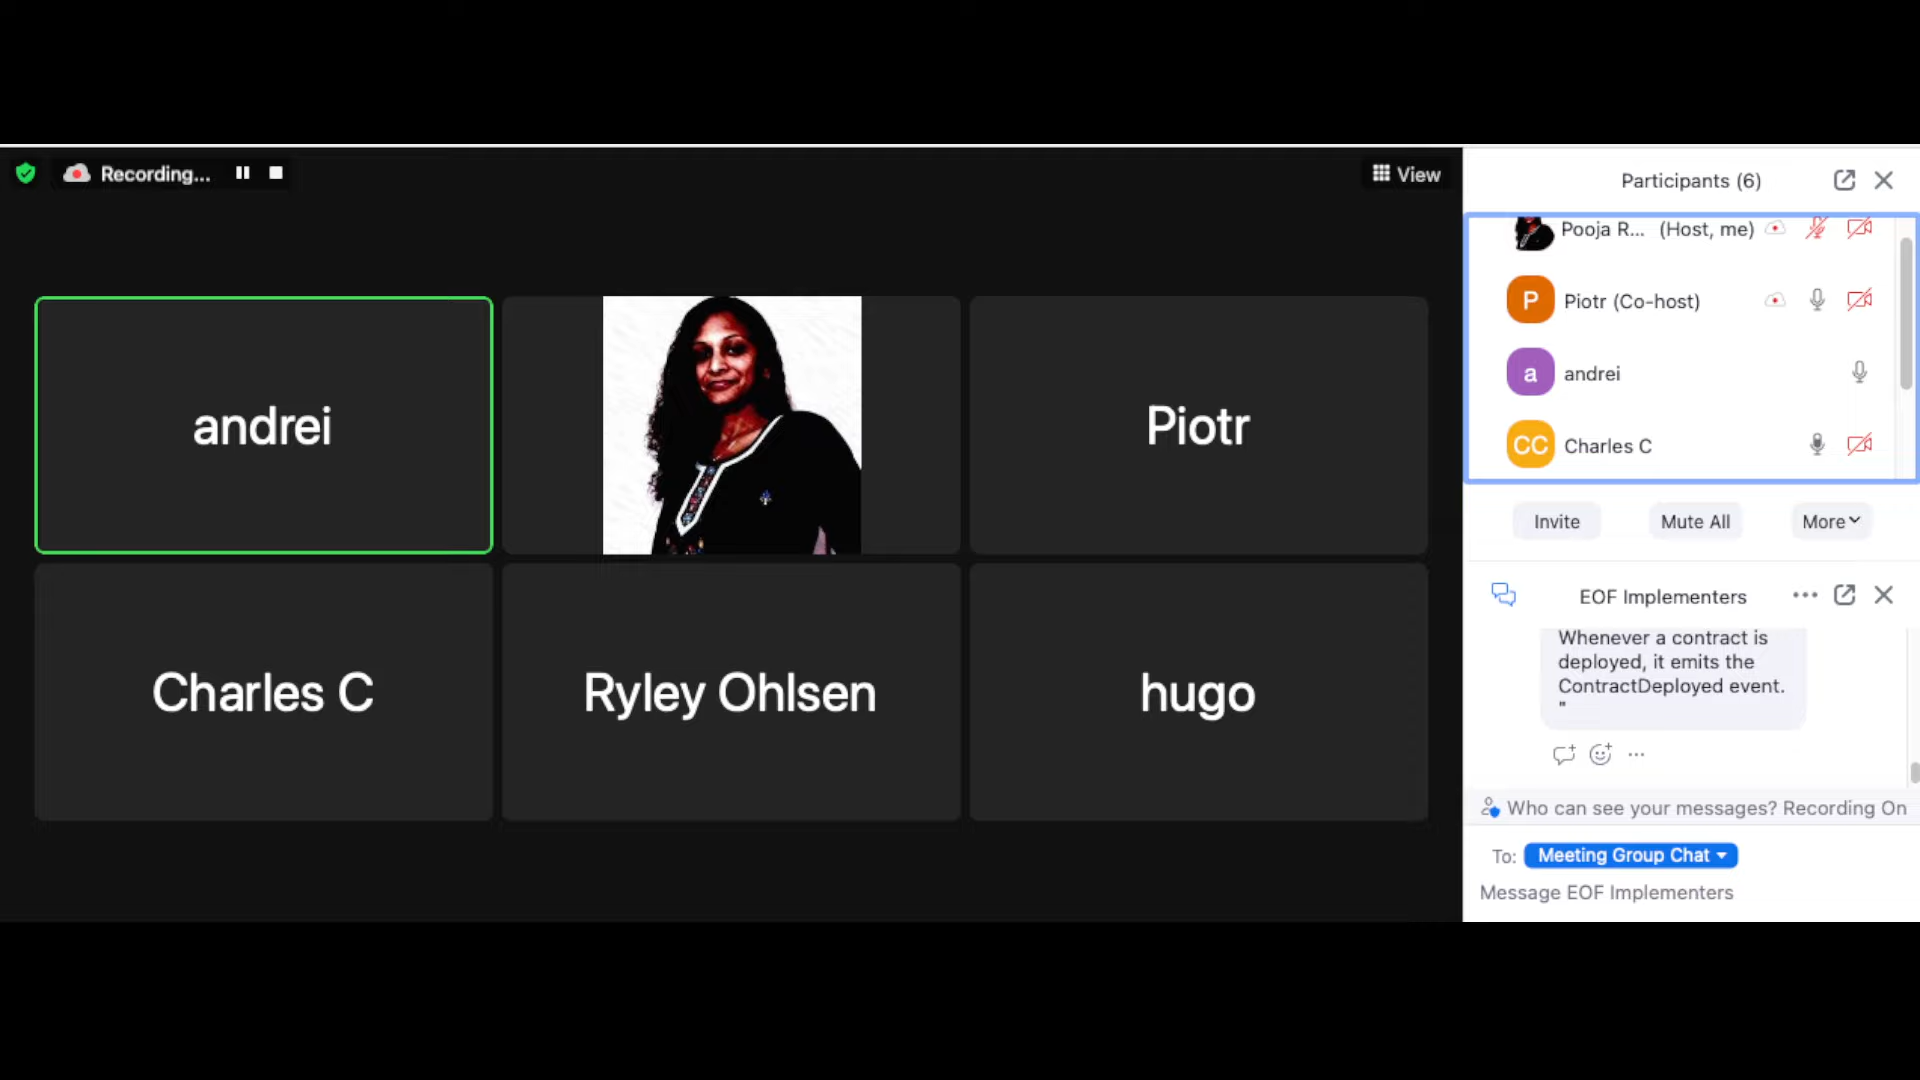 Recording...
View
andrei
Piotr
Charles C
Ryley Ohlsen
hugo
Participants (6)
Pooja R... (Host, me)
P Piotr (Co-host)
a andrei
CC Charles C
Invite Mute All More
EOF Implementers
Whenever a contract is
deployed, it emits the
ContractDeployed event.
"
Who can see your messages? Recording On
To: Meeting Group Chat
Message EOF Implementers